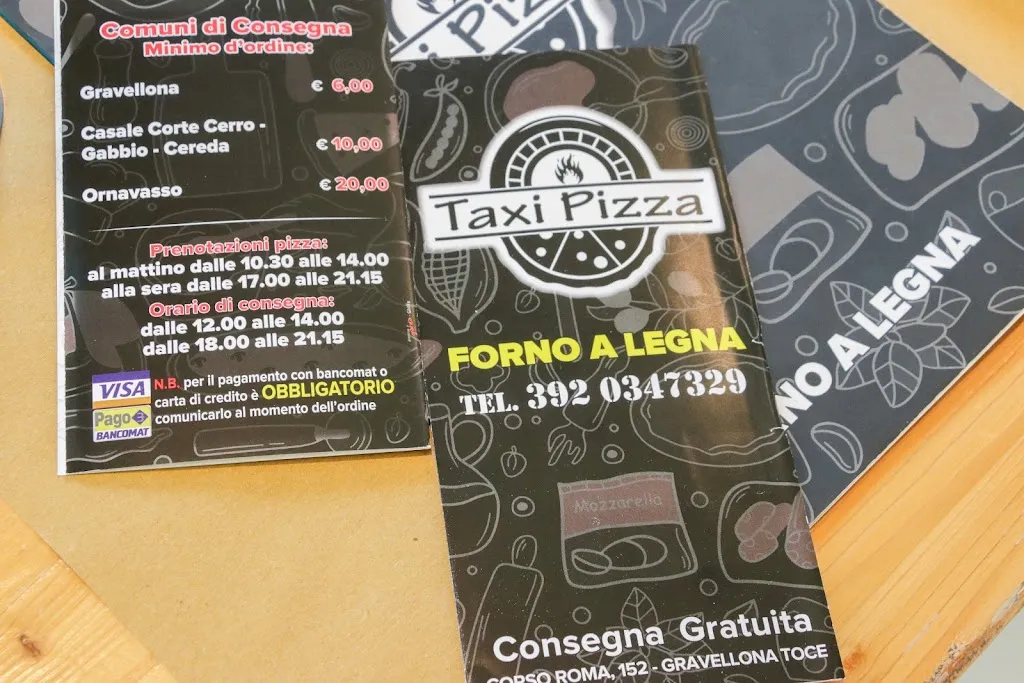 Comuni di Consegna
Minimo d'ordine:
Gravellona € 6,00
Casale Corte Cerro -
Gabbio - Cereda € 10,00
Ornavasso € 20,00
Prenotazioni pizza:
al mattino dalle 10.30 alle 14.00
alla sera dalle 17.00 alle 21.15
Orario di consegna:
dalle 12.00 alle 14.00
dalle 18.00 alle 21.15
VISA
Pago
BANCOMAT
N.B. per il pagamento con bancomat o
carta di credito è OBBLIGATORIO
comunicarlo al momento dell'ordine
Taxi Pizza
FORNO A LEGNA
TEL. 392 0347329
Mozzarella
Consegna Gratuita
CORSO ROMA, 152 - GRAVELLONA TOCE
Taxi Pizz
NO A LEGNA